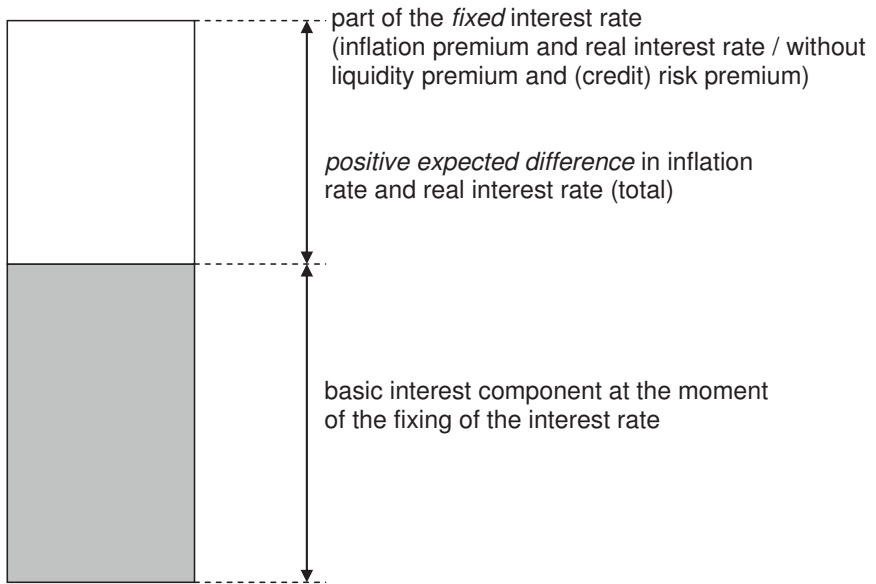 part of the fixed interest rate
(inflation premium and real interest rate / without
liquidity premium and (credit) risk premium)
positive expected difference in inflation
rate and real interest rate (total)
basic interest component at the moment
of the fixing of the interest rate